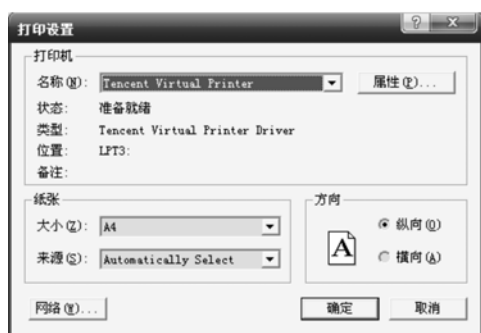 打印设置
打印机
名称(N): Tencent Virtual Printer 属性(P)...
状态: 准备就绪
类型: Tencent Virtual Printer Driver
位置: LPT3:
备注:
纸张
大小(Z): A4
来源(S): Automatically Select
方向
A
纵向(O)
横向(A)
网络(W)... 确定 取消